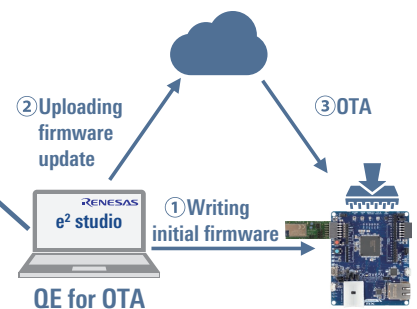 ②Uploading
firmware
update
③OTA
RENESAS
e² studio
①Writing
initial firmware
QE for OTA